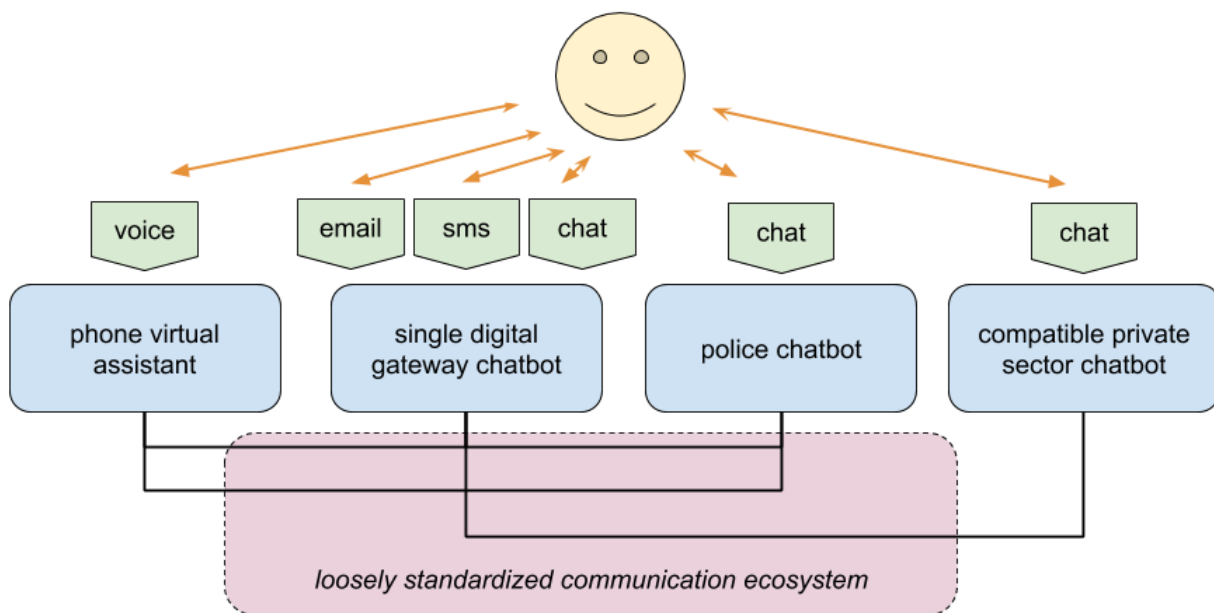 voice
email
sms
chat
chat
chat
phone virtual
assistant
single digital
gateway chatbot
police chatbot
compatible private
sector chatbot
loosely standardized communication ecosystem